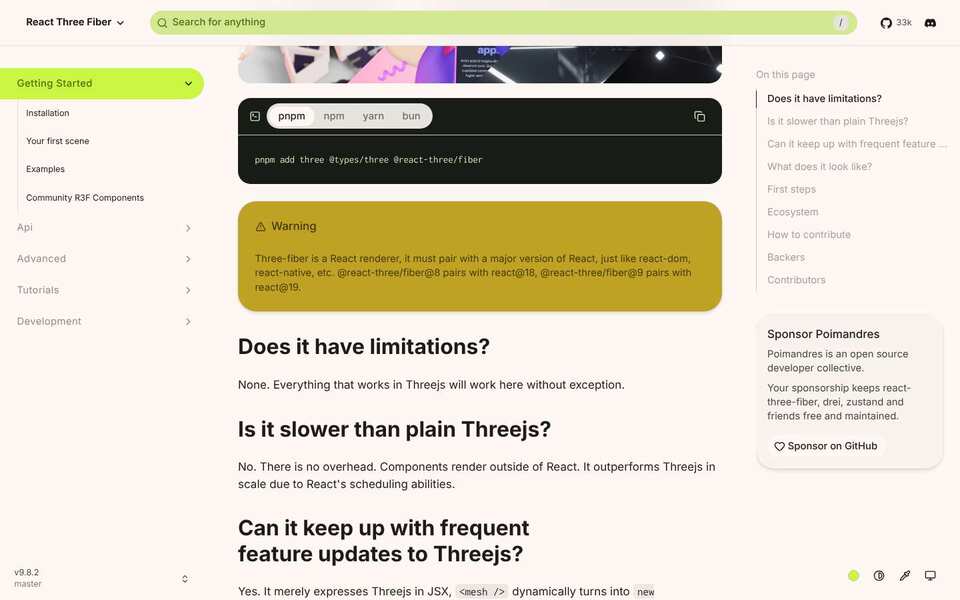 React Three Fiber
Search for anything
/
33k
Getting Started
Installation
Your first scene
Examples
Community R3F Components
Api
Advanced
Tutorials
Development
v9.8.2
master
app.
pnpm
npm
yarn
bun
pnpm add three @types/three @react-three/fiber
Warning
Three-fiber is a React renderer, it must pair with a major version of React, just like react-dom,
react-native, etc. @react-three/fiber@8 pairs with react@18, @react-three/fiber@9 pairs with
react@19.
Does it have limitations?
None. Everything that works in Threejs will work here without exception.
Is it slower than plain Threejs?
No. There is no overhead. Components render outside of React. It outperforms Threejs in
scale due to React's scheduling abilities.
Can it keep up with frequent
feature updates to Threejs?
Yes. It merely expresses Threejs in JSX, <mesh /> dynamically turns into new
On this page
Does it have limitations?
Is it slower than plain Threejs?
Can it keep up with frequent feature ...
What does it look like?
First steps
Ecosystem
How to contribute
Backers
Contributors
Sponsor Poimandres
Poimandres is an open source
developer collective.
Your sponsorship keeps react-
three-fiber, drei, zustand and
friends free and maintained.
Sponsor on GitHub